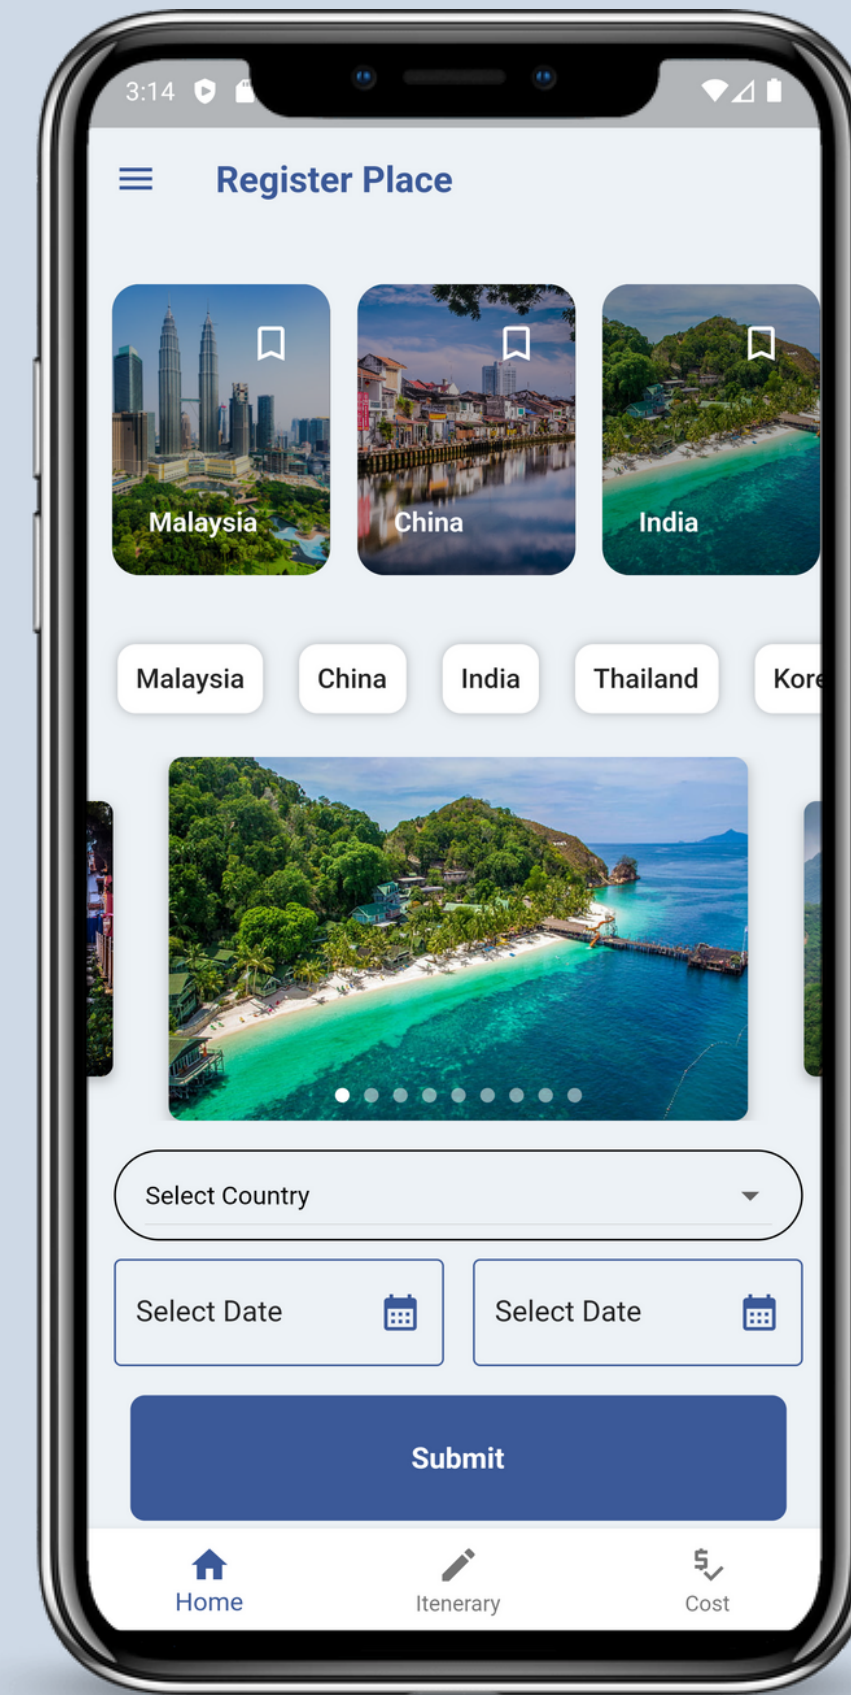 3:14
Register Place
Malaysia China India
Malaysia China India Thailand Kore
Select Country
Select Date Select Date
Submit
Home Itenerary Cost